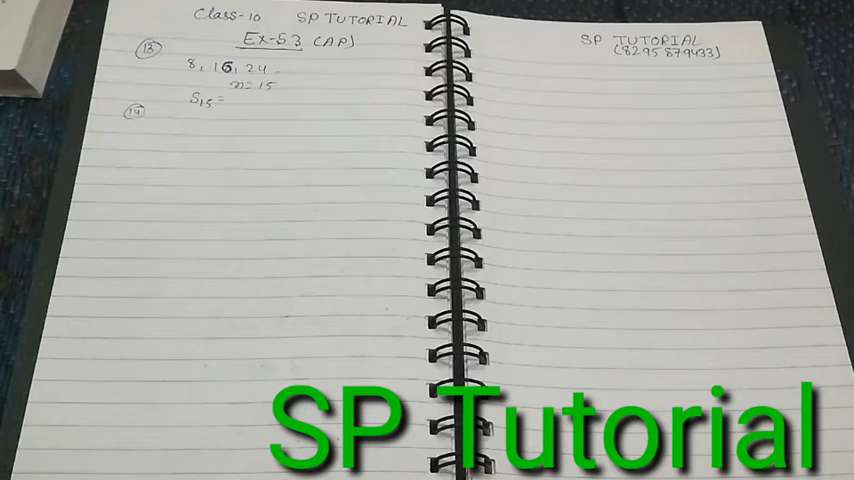 Class-10 SP TUTORIAL
Ex-5.3 (AP)
13
8, 16, 24 ..
n=15
S15 =
14
SP TUTORIAL
(8295879433)
SP Tutorial